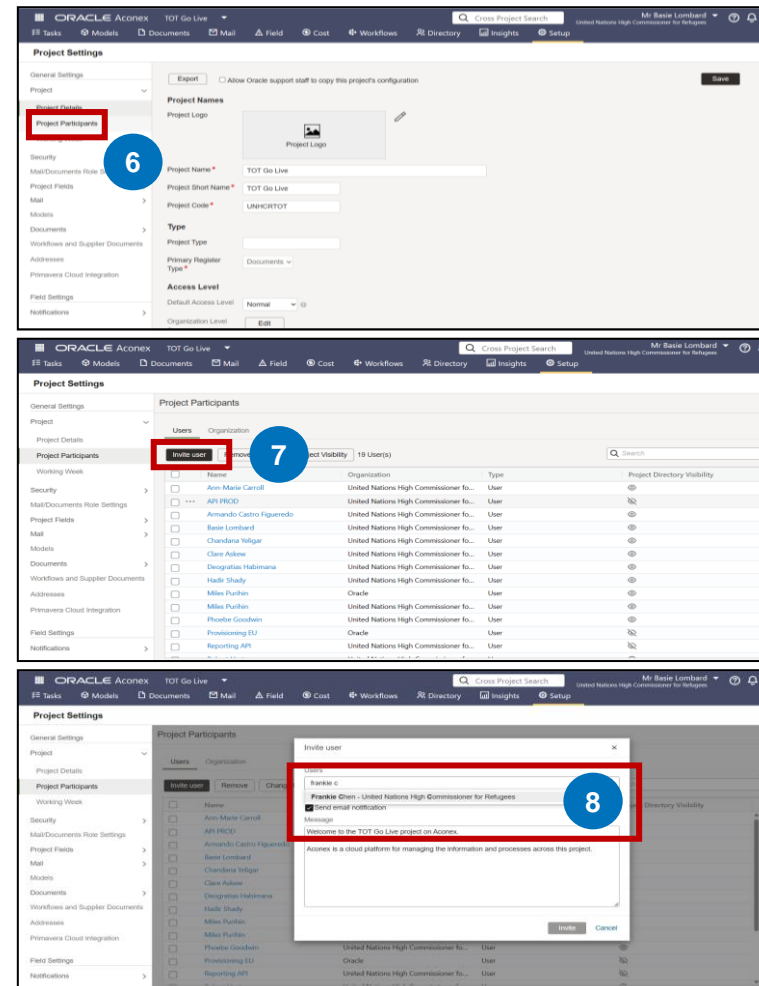 ORACLE Aconex TOT Go Live Cross Project Search Mr Basie Lombard
United Nations High Commissioner for Refugees
Tasks Models Documents Mail Field Cost Workflows Directory Insights Setup
Project Settings
General Settings
Export Allow Oracle support staff to copy this project's configuration Save
Project
Project Details
Project Names
Project Participants
Project Logo
Project Logo
Security
6
Mail/Documents Role
Project Name * TOT Go Live
Project Fields
Project Short Name * TOT Go Live
Mail
Project Code * UNHCRTOT
Models
Documents
Type
Workflows and Supplier Documents
Project Type
Addresses
Primary Register Type * Documents
Primavera Cloud Integration
Access Level
Field Settings
Default Access Level Normal
Notifications
Organization Level Edit
ORACLE Aconex TOT Go Live Cross Project Search Mr Basie Lombard
United Nations High Commissioner for Refugees
Tasks Models Documents Mail Field Cost Workflows Directory Insights Setup
Project Settings
General Settings
Project Participants
Project
Users Organization
Project Details
Project Participants
Invite user 7 ject Visibility 19 User(s) Search
Working Week
Name Organization Type Project Directory Visibility
Security
Ann-Marie Carroll United Nations High Commissioner fo... User
Mail/Documents Role Settings
API PROD United Nations High Commissioner fo... User
Project Fields
Armando Castro Figueredo United Nations High Commissioner fo... User
Mail
Basie Lombard United Nations High Commissioner fo... User
Models
Chandana Yeligar United Nations High Commissioner fo... User
Documents
Clare Askew United Nations High Commissioner fo... User
Workflows and Supplier Documents
Deogratias Habimana United Nations High Commissioner fo... User
Addresses
Hadir Shady United Nations High Commissioner fo... User
Primavera Cloud Integration
Miles Purihin Oracle User
Miles Purihin United Nations High Commissioner fo... User
Phoebe Goodwin United Nations High Commissioner fo... User
Field Settings
Provisioning EU Oracle User
Notifications
Reporting API United Nations High Commissioner fo... User
ORACLE Aconex TOT Go Live Cross Project Search Mr Basie Lombard
United Nations High Commissioner for Refugees
Tasks Models Documents Mail Field Cost Workflows Directory Insights Setup
Project Settings
General Settings
Project Participants
Project
Users Organization
Project Details
Project Participants
Invite user Remove Chang
Working Week
Name
Security
Ann-Marie Carroll
Mail/Documents Role Settings
API PROD
Project Fields
Armando Castro Figueredo
Mail
Basie Lombard
Models
Chandana Yeligar
Documents
Clare Askew
Workflows and Supplier Documents
Deogratias Habimana
Addresses
Hadir Shady
Primavera Cloud Integration
Miles Purihin
Miles Purihin
Phoebe Goodwin United Nations High Commissioner fo... User
Field Settings
Provisioning EU Oracle User
Notifications
Reporting API United Nations High Commissioner fo... User
Invite user
Users
frankie c
Frankie Chen - United Nations High Commissioner for Refugees
8
Send email notification
Directory Visibility
Message
Welcome to the TOT Go Live project on Aconex.
Aconex is a cloud platform for managing the information and processes across this project.
Invite Cancel